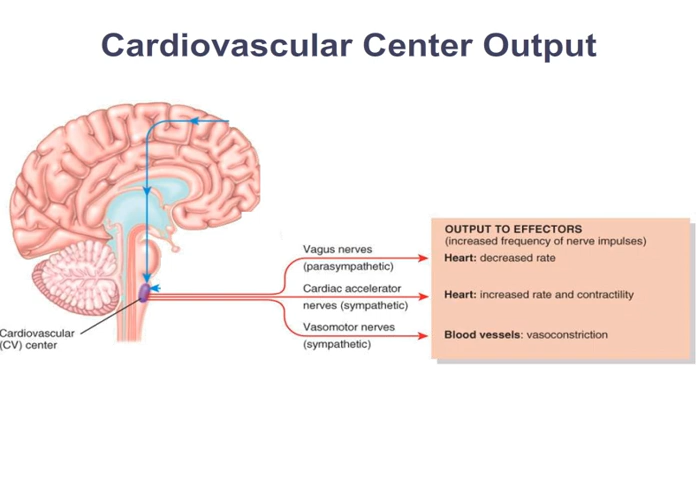 Cardiovascular Center Output
OUTPUT TO EFFECTORS
(increased frequency of nerve impulses)
Vagus nerves
(parasympathetic)
Heart: decreased rate
Cardiac accelerator
nerves (sympathetic)
Heart: increased rate and contractility
Vasomotor nerves
(sympathetic)
Blood vessels: vasoconstriction
Cardiovascular
(CV) center